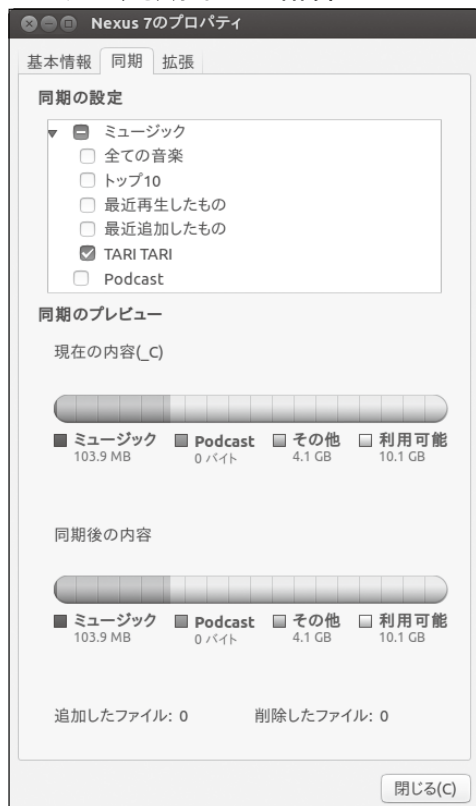 Nexus 7のプロパティ
基本情報 同期 拡張
同期の設定
ミュージック
全ての音楽
トップ10
最近再生したもの
最近追加したもの
TARI TARI
Podcast
同期のプレビュー
現在の内容(_C)
ミュージック Podcast その他 利用可能
103.9 MB 0 バイト 4.1 GB 10.1 GB
同期後の内容
ミュージック Podcast その他 利用可能
103.9 MB 0 バイト 4.1 GB 10.1 GB
追加したファイル: 0 削除したファイル: 0
閉じる(C)